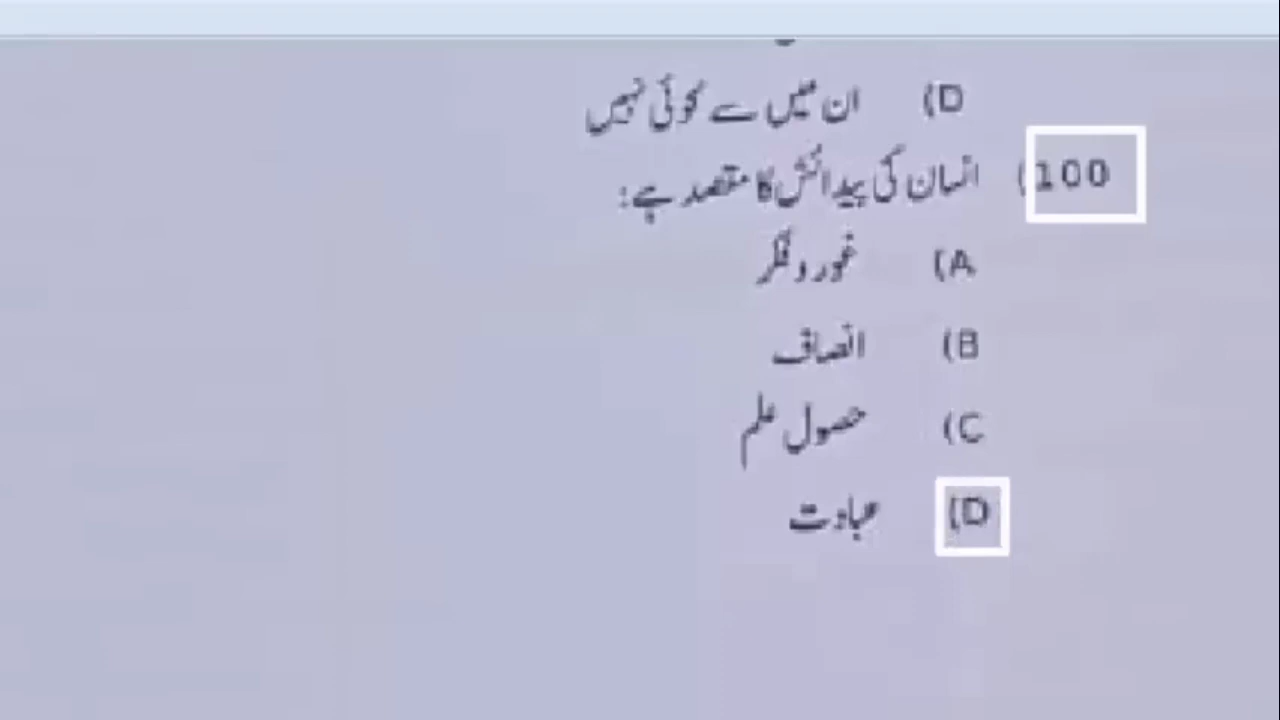 D) ان میں سے کوئی نہیں
100) انسان کی پیدائش کا مقصد ہے:
A) غور و فکر
B) انصاف
C) حصول علم
D) عبادت